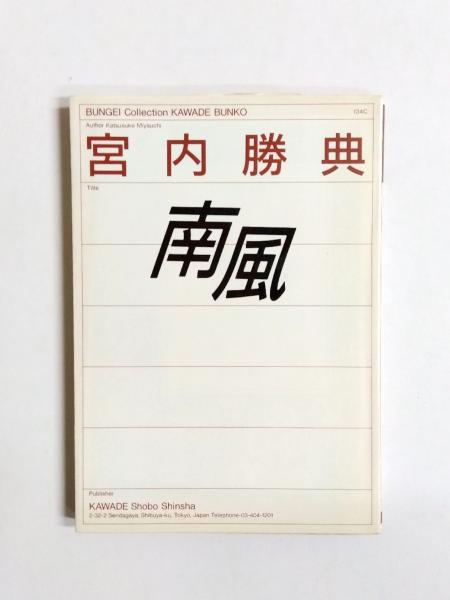 BUNGEI Collection KAWADE BUNKO 134C
Author Katsusuke Miyauchi
宮内勝典
Title
南風
Publisher
KAWADE Shobo Shinsha
2-32-2 Sendagaya, Shibuya-ku, Tokyo, Japan Telephone-03-404-1201